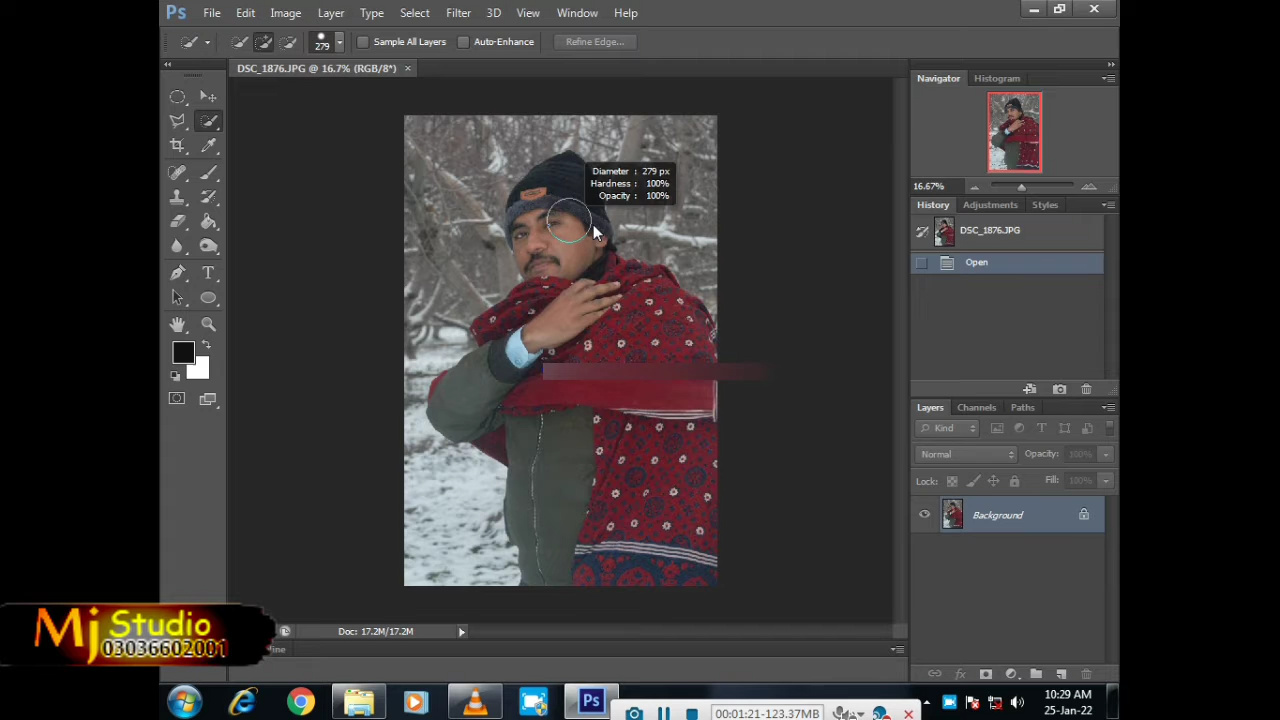 Ps File Edit Image Layer Type Select Filter 3D View Window Help
279 Sample All Layers Auto-Enhance Refine Edge...
DSC_1876.JPG @ 16.7% (RGB/8*) ×
Navigator Histogram
Diameter : 279 px
Hardness : 100%
Opacity : 100%
16.67%
History Adjustments Styles
DSC_1876.JPG
Open
Layers Channels Paths
Kind
Normal Opacity: 100%
Lock: Fill: 100%
Background
Doc: 17.2M/17.2M
Mj Studio
03036602001
Ps
00:01:21-123.37MB
10:29 AM
25-Jan-22